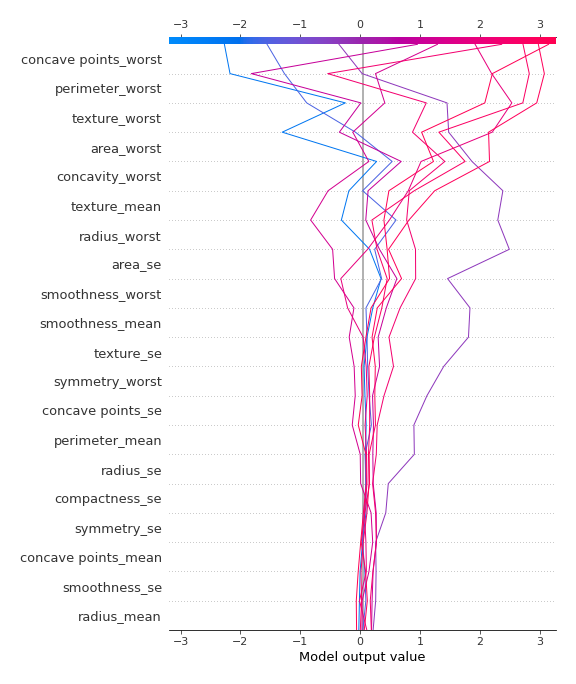 −3 −2 −1 0 1 2 3
concave points_worst
perimeter_worst
texture_worst
area_worst
concavity_worst
texture_mean
radius_worst
area_se
smoothness_worst
smoothness_mean
texture_se
symmetry_worst
concave points_se
perimeter_mean
radius_se
compactness_se
symmetry_se
concave points_mean
smoothness_se
radius_mean
−3 −2 −1 0 1 2 3
Model output value